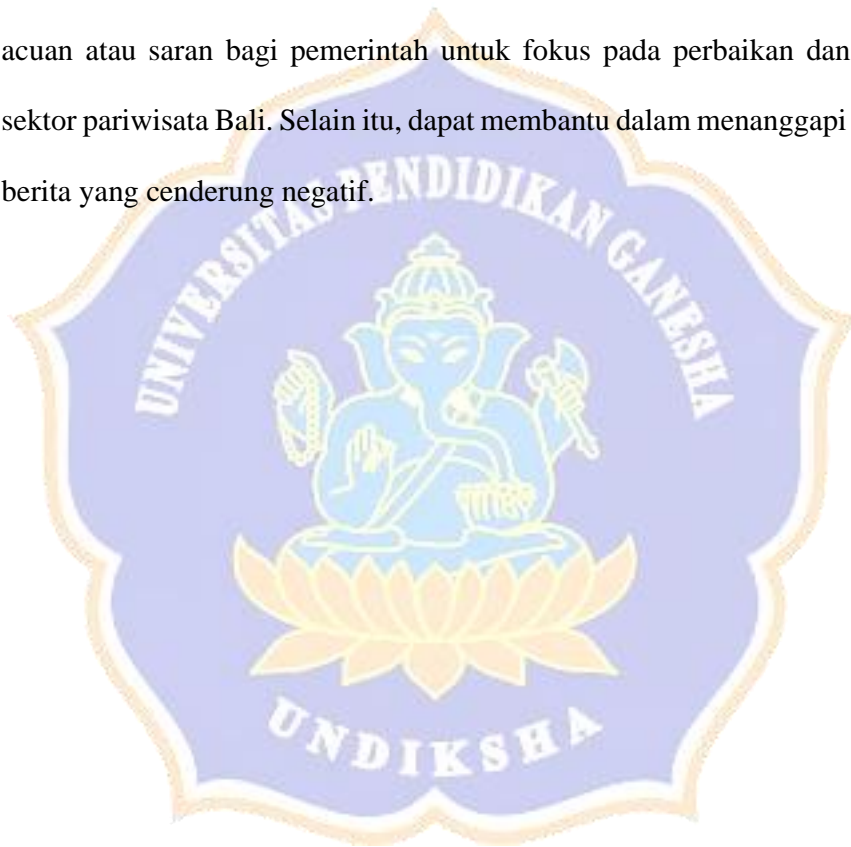 acuan atau saran bagi pemerintah untuk fokus pada perbaikan dan
sektor pariwisata Bali. Selain itu, dapat membantu dalam menanggapi
berita yang cenderung negatif.
UNIVERSITAS PENDIDIKAN GANESHA
UNDIKSHA